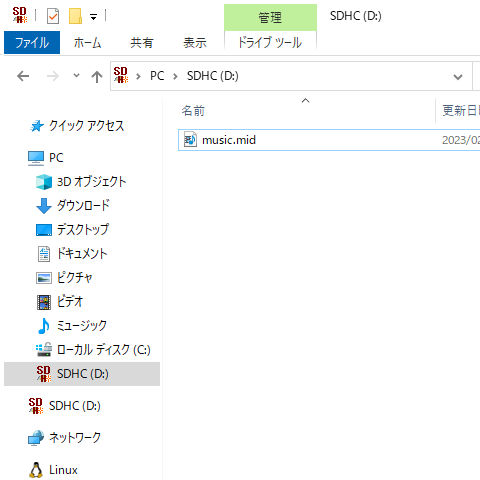 管理
SDHC (D:)
ファイル
ホーム
共有
表示
ドライブ ツール
PC
SDHC (D:)
名前
更新日
music.mid
2023/02
クイック アクセス
PC
3D オブジェクト
ダウンロード
デスクトップ
ドキュメント
ピクチャ
ビデオ
ミュージック
ローカル ディスク (C:)
SDHC (D:)
SDHC (D:)
ネットワーク
Linux